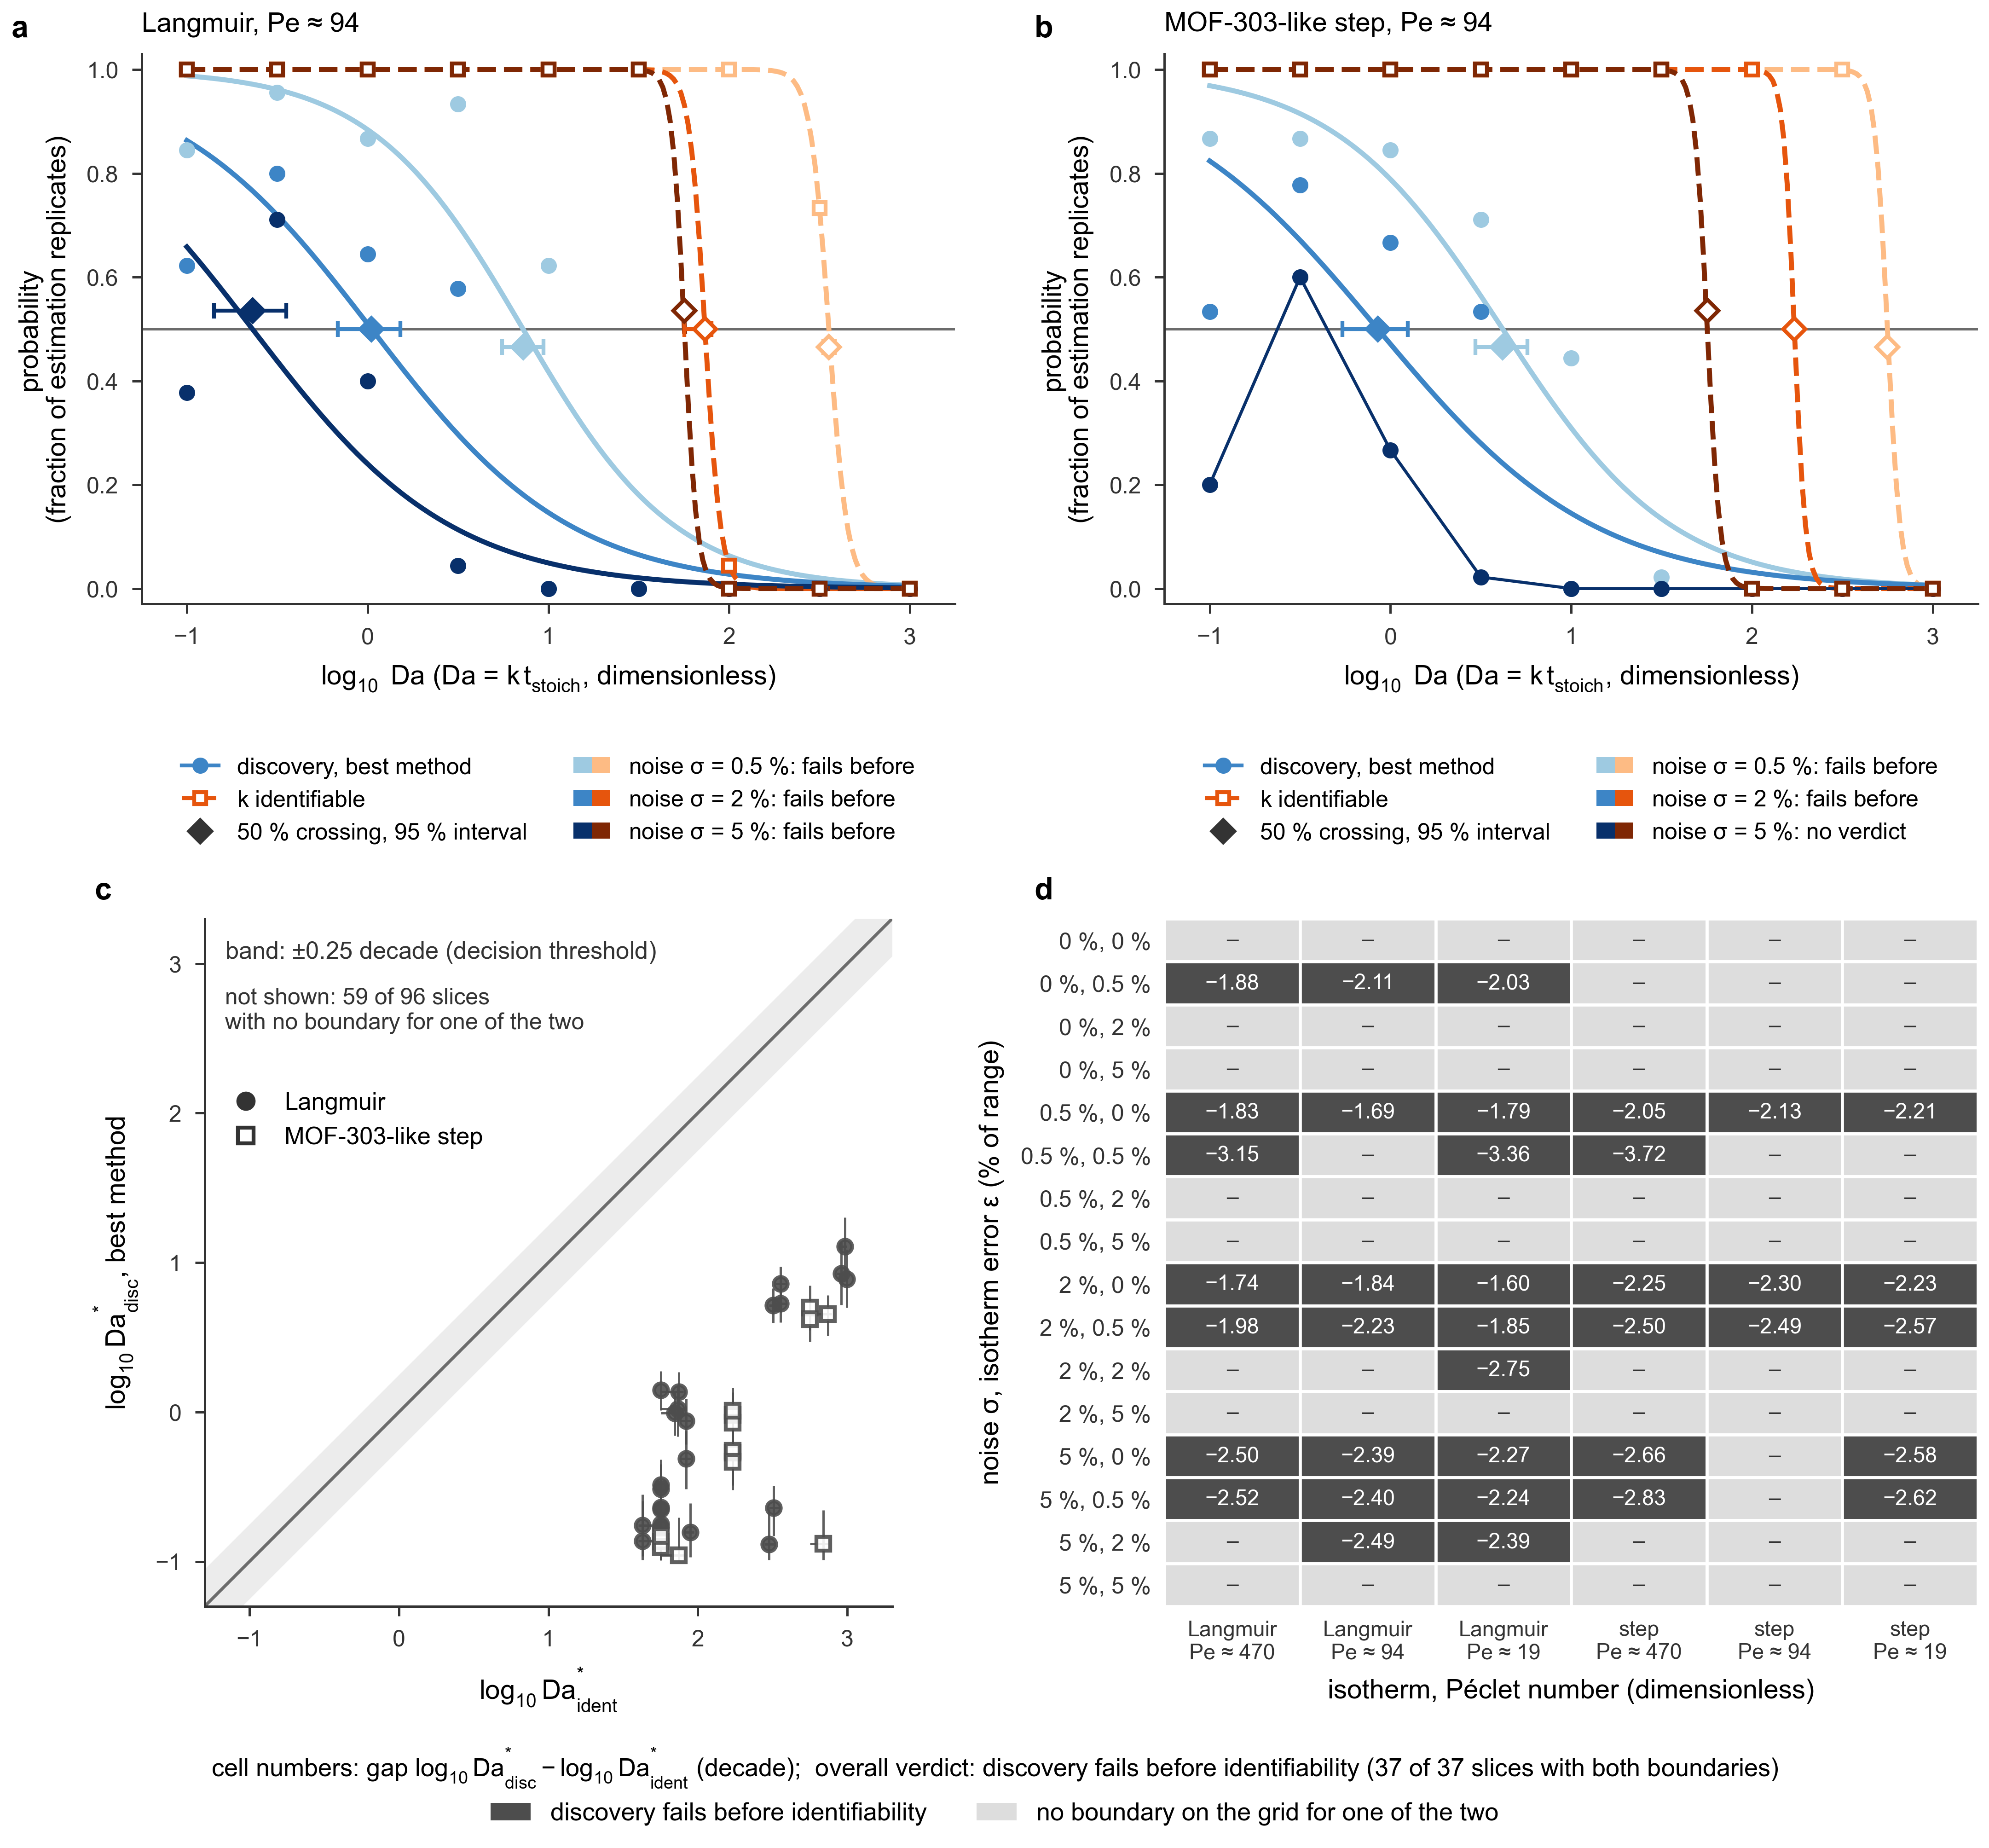 a
Langmuir, Pe ≈ 94
probability
(fraction of estimation replicates)
1.0
0.8
0.6
0.4
0.2
0.0
−1
0
1
2
3
log10 Da (Da = k tstoich, dimensionless)
discovery, best method
k identifiable
50 % crossing, 95 % interval
noise σ = 0.5 %: fails before
noise σ = 2 %: fails before
noise σ = 5 %: fails before
b
MOF-303-like step, Pe ≈ 94
probability
(fraction of estimation replicates)
1.0
0.8
0.6
0.4
0.2
0.0
−1
0
1
2
3
log10 Da (Da = k tstoich, dimensionless)
discovery, best method
k identifiable
50 % crossing, 95 % interval
noise σ = 0.5 %: fails before
noise σ = 2 %: fails before
noise σ = 5 %: no verdict
c
band: ±0.25 decade (decision threshold)
not shown: 59 of 96 slices
with no boundary for one of the two
Langmuir
MOF-303-like step
log10 Da*disc, best method
3
2
1
0
−1
−1
0
1
2
3
log10 Da*ident
d
noise σ, isotherm error ε (% of range)
0 %, 0 % – – – – – –
0 %, 0.5 % −1.88 −2.11 −2.03 – – –
0 %, 2 % – – – – – –
0 %, 5 % – – – – – –
0.5 %, 0 % −1.83 −1.69 −1.79 −2.05 −2.13 −2.21
0.5 %, 0.5 % −3.15 – −3.36 −3.72 – –
0.5 %, 2 % – – – – – –
0.5 %, 5 % – – – – – –
2 %, 0 % −1.74 −1.84 −1.60 −2.25 −2.30 −2.23
2 %, 0.5 % −1.98 −2.23 −1.85 −2.50 −2.49 −2.57
2 %, 2 % – – −2.75 – – –
2 %, 5 % – – – – – –
5 %, 0 % −2.50 −2.39 −2.27 −2.66 – −2.58
5 %, 0.5 % −2.52 −2.40 −2.24 −2.83 – −2.62
5 %, 2 % – −2.49 −2.39 – – –
5 %, 5 % – – – – – –
Langmuir Langmuir Langmuir step step step
Pe ≈ 470 Pe ≈ 94 Pe ≈ 19 Pe ≈ 470 Pe ≈ 94 Pe ≈ 19
isotherm, Péclet number (dimensionless)
cell numbers: gap log10 Da*disc − log10 Da*ident (decade); overall verdict: discovery fails before identifiability (37 of 37 slices with both boundaries)
discovery fails before identifiability
no boundary on the grid for one of the two